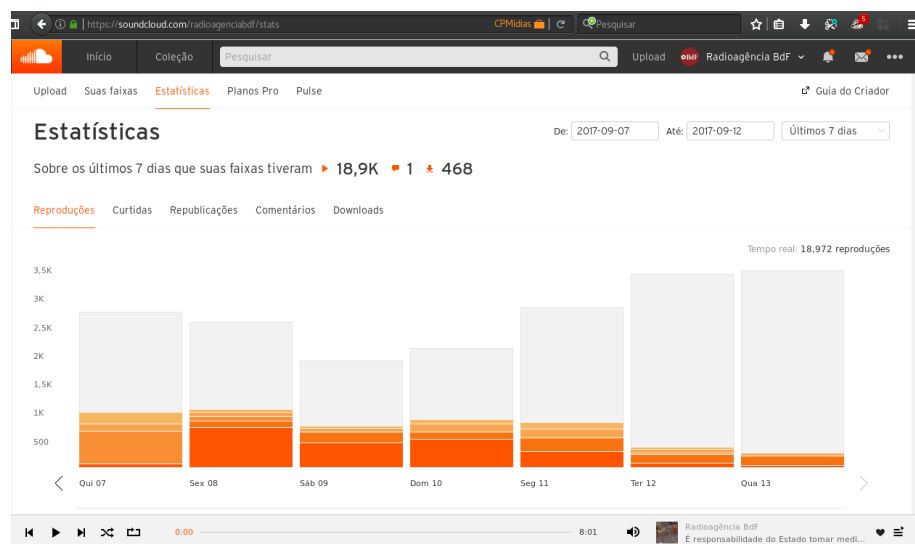 https://soundcloud.com/radioagenciabdf/stats CPMídias Pesquisar 5
Início Coleção Pesquisar Upload Radioagência BdF
Upload Suas faixas Estatísticas Planos Pro Pulse Guia do Criador
Estatísticas De: 2017-09-07 Até: 2017-09-12 Últimos 7 dias
Sobre os últimos 7 dias que suas faixas tiveram 18,9K 1 468
Reproduções Curtidas Republicações Comentários Downloads
Tempo real: 18,972 reproduções
3,5K
3K
2,5K
2K
1,5K
1K
500
Qui 07 Sex 08 Sáb 09 Dom 10 Seg 11 Ter 12 Qua 13
0:00 8:01 Radioagência BdF
É responsabilidade do Estado tomar medi...